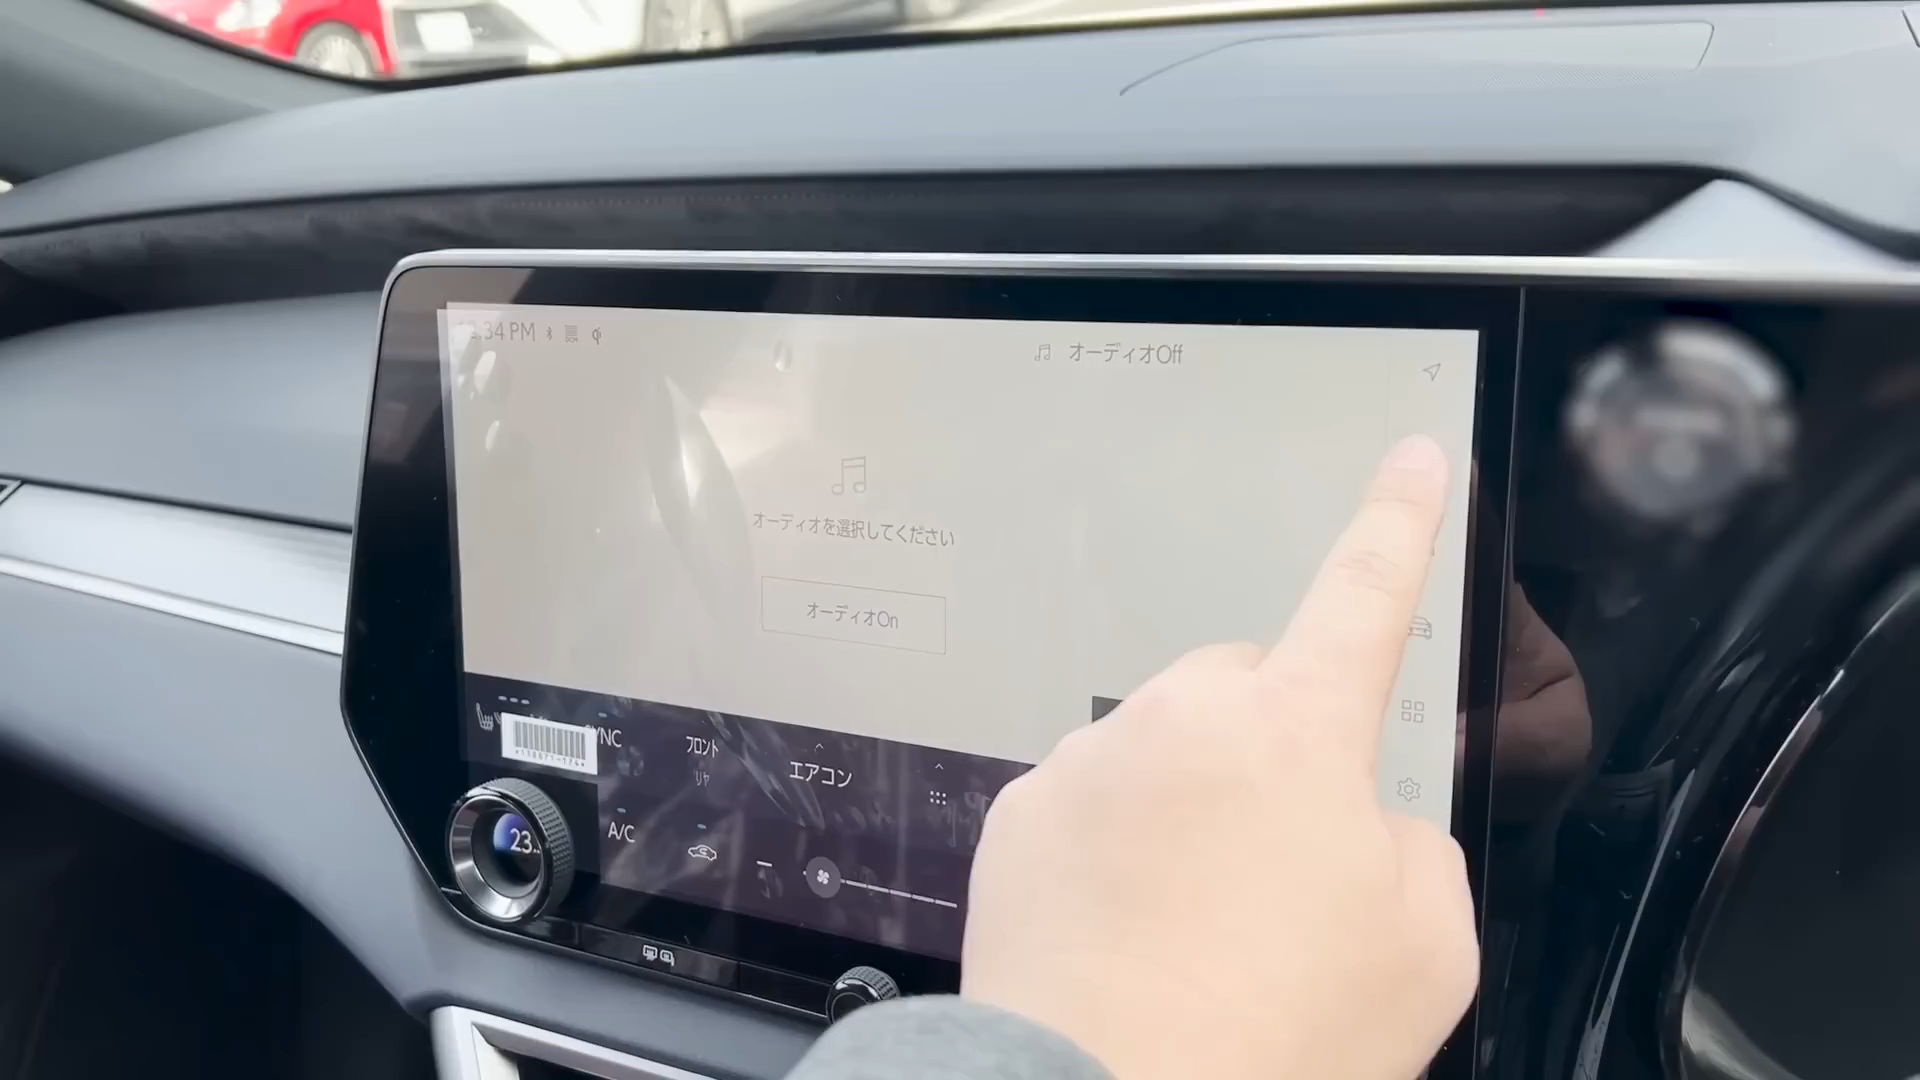 :34 PM
オーディオOff
オーディオを選択してください
オーディオOn
SYNC
フロント
リヤ
エアコン
A/C
23.